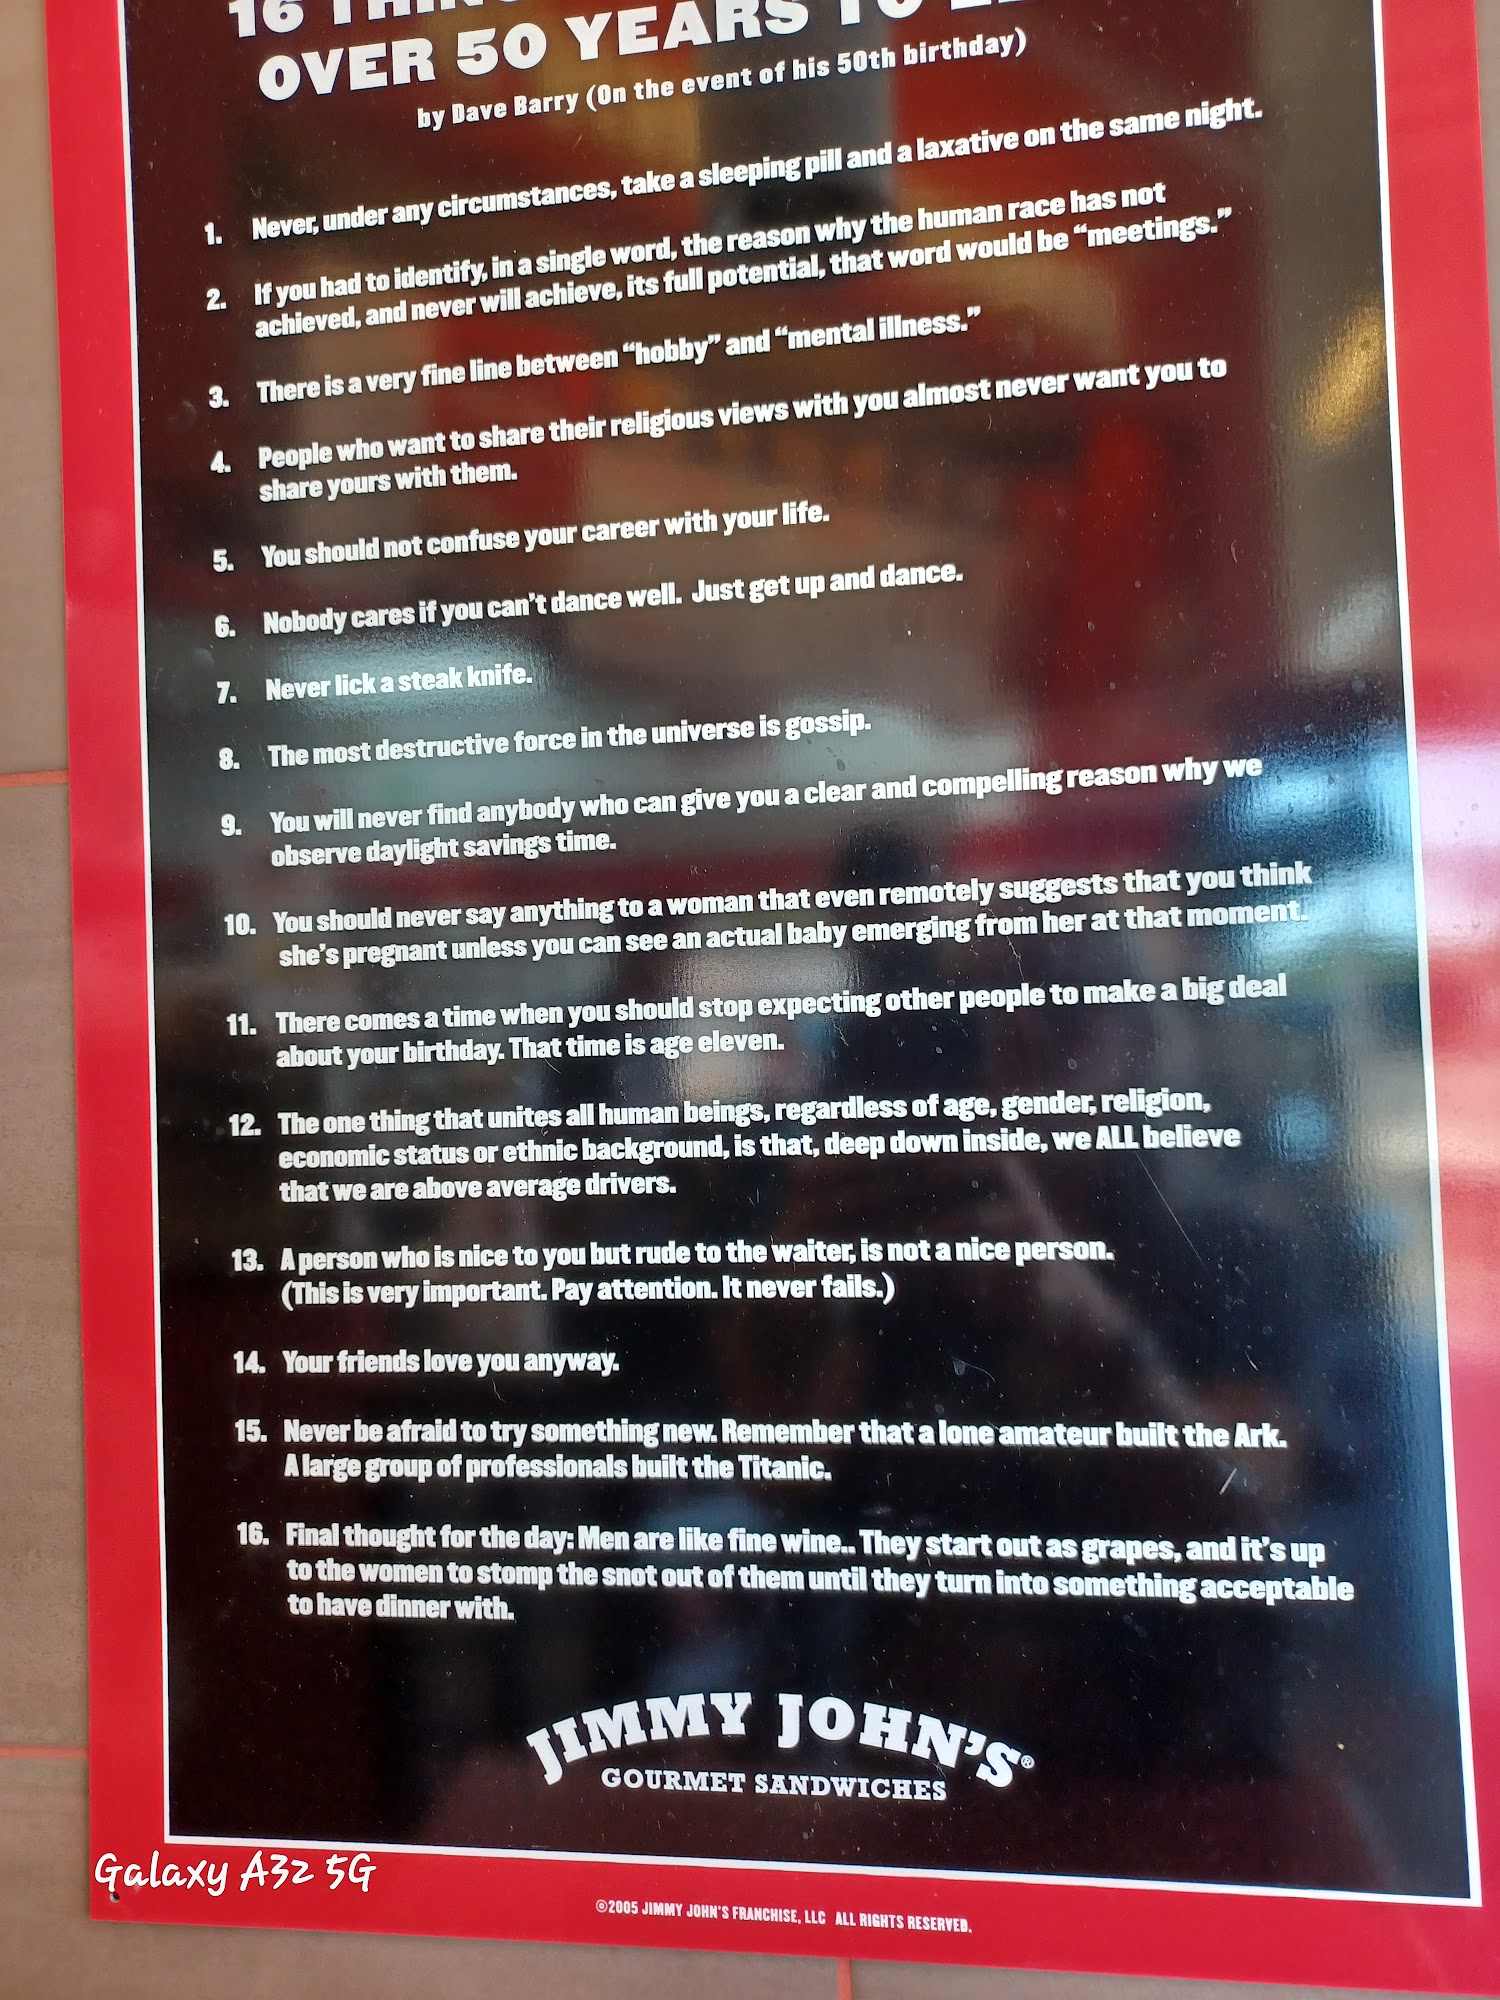 16 THIN
OVER 50 YEARS TO
by Dave Barry (On the event of his 50th birthday)
1. Never, under any circumstances, take a sleeping pill and a laxative on the same night.
2. If you had to identify, in a single word, the reason why the human race has not
achieved, and never will achieve, its full potential, that word would be “meetings.”
3. There is a very fine line between “hobby” and “mental illness.”
4. People who want to share their religious views with you almost never want you to
share yours with them.
5. You should not confuse your career with your life.
6. Nobody cares if you can’t dance well. Just get up and dance.
7. Never lick a steak knife.
8. The most destructive force in the universe is gossip.
9. You will never find anybody who can give you a clear and compelling reason why we
observe daylight savings time.
10. You should never say anything to a woman that even remotely suggests that you think
she’s pregnant unless you can see an actual baby emerging from her at that moment.
11. There comes a time when you should stop expecting other people to make a big deal
about your birthday. That time is age eleven.
12. The one thing that unites all human beings, regardless of age, gender, religion,
economic status or ethnic background, is that, deep down inside, we ALL believe
that we are above average drivers.
13. A person who is nice to you but rude to the waiter, is not a nice person.
(This is very important. Pay attention. It never fails.)
14. Your friends love you anyway.
15. Never be afraid to try something new. Remember that a lone amateur built the Ark.
A large group of professionals built the Titanic.
16. Final thought for the day: Men are like fine wine.. They start out as grapes, and it’s up
to the women to stomp the snot out of them until they turn into something acceptable
to have dinner with.
JIMMY JOHN’S®
GOURMET SANDWICHES
Galaxy A32 5G
©2005 JIMMY JOHN’S FRANCHISE, LLC ALL RIGHTS RESERVED.